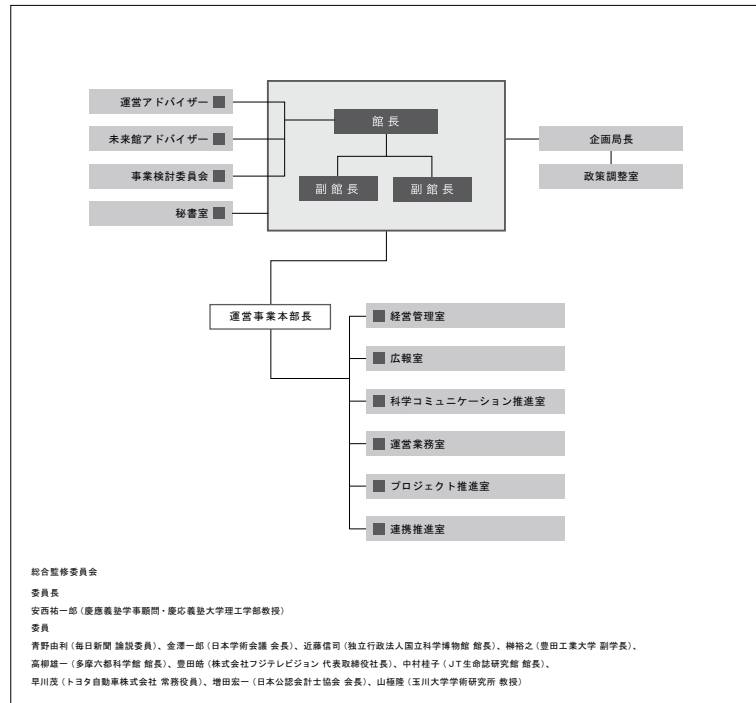 運営アドバイザー
未来館アドバイザー
事業検討委員会
秘書室
館長
副館長
副館長
企画局長
政策調整室
運営事業本部長
経営管理室
広報室
科学コミュニケーション推進室
運営業務室
プロジェクト推進室
連携推進室
総合監修委員会
委員長
安西祐一郎（慶應義塾学事顧問・慶応義塾大学理工学部教授）
委員
青野由利（毎日新聞 論説委員）、金澤一郎（日本学術会議 会長）、近藤信司（独立行政法人国立科学博物館 館長）、榊裕之（豊田工業大学 副学長）、
高柳雄一（多摩六都科学館 館長）、豊田皓（株式会社フジテレビジョン 代表取締役社長）、中村桂子（JT生命誌研究館 館長）、
早川茂（トヨタ自動車株式会社 常務役員）、増田宏一（日本公認会計士協会 会長）、山極隆（玉川大学学術研究所 教授）